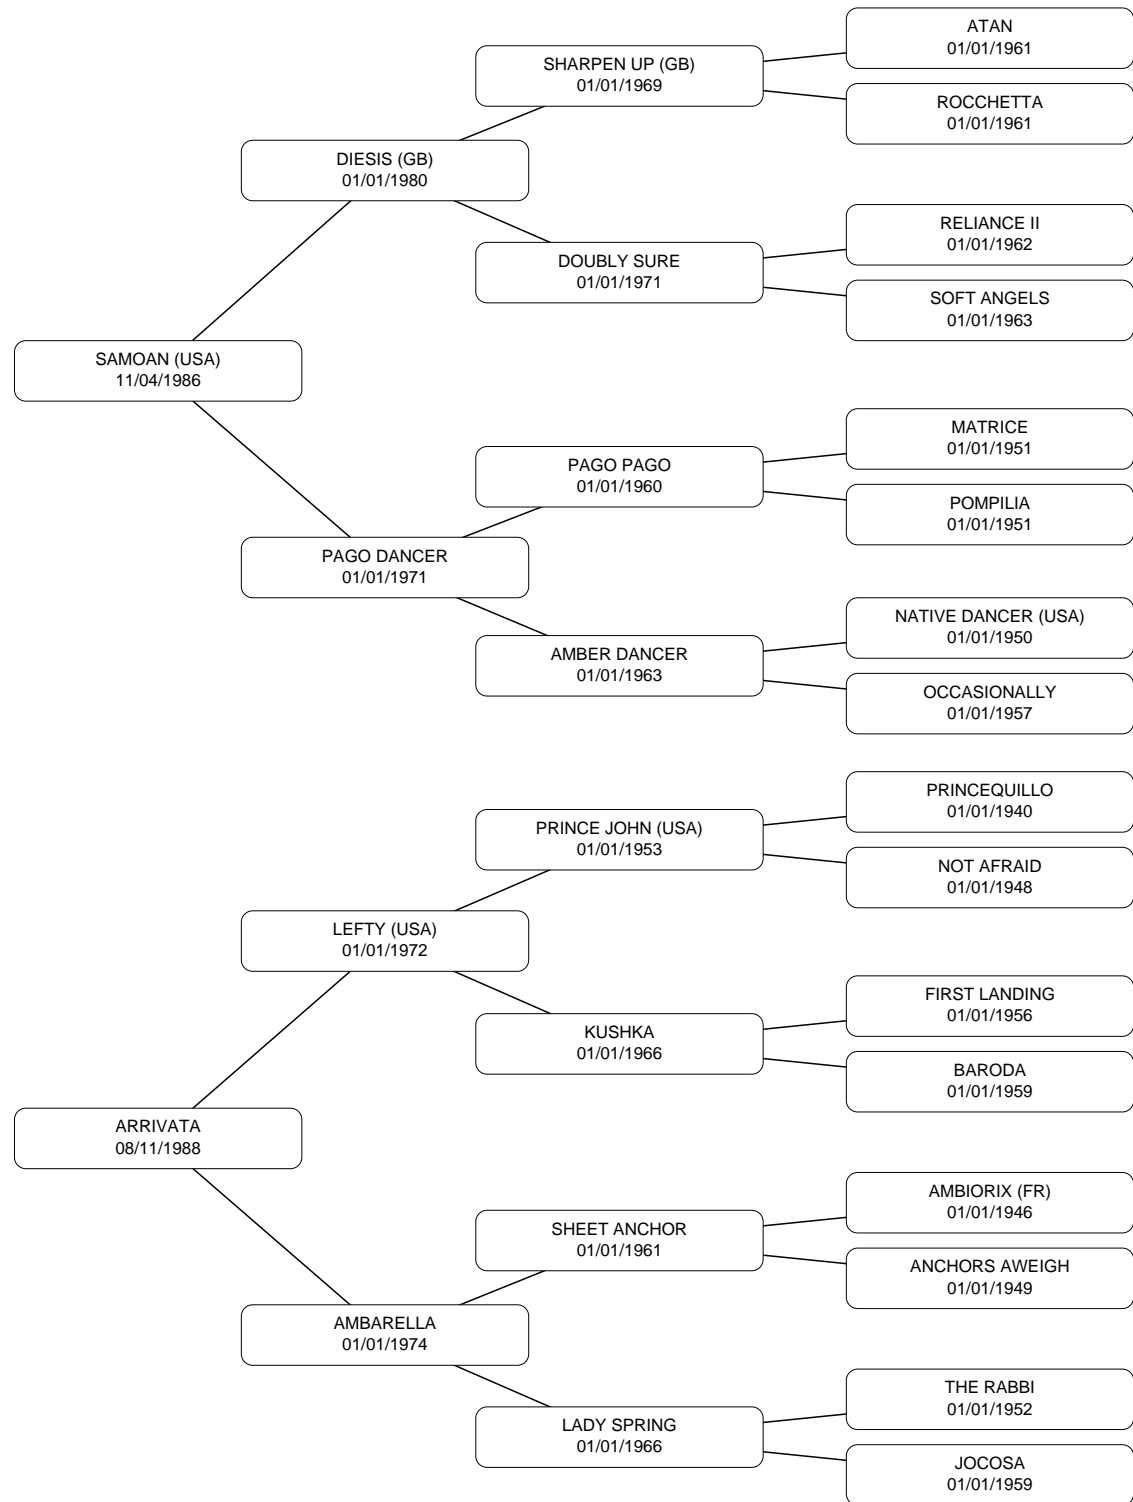 ATAN
01/01/1961
SHARPEN UP (GB)
01/01/1969
ROCCHETTA
01/01/1961
DIESIS (GB)
01/01/1980
RELIANCE II
01/01/1962
DOUBLY SURE
01/01/1971
SOFT ANGELS
01/01/1963
SAMOAN (USA)
11/04/1986
MATRICE
01/01/1951
PAGO PAGO
01/01/1960
POMPILIA
01/01/1951
PAGO DANCER
01/01/1971
NATIVE DANCER (USA)
01/01/1950
AMBER DANCER
01/01/1963
OCCASIONALLY
01/01/1957
PRINCEQUILLO
01/01/1940
PRINCE JOHN (USA)
01/01/1953
NOT AFRAID
01/01/1948
LEFTY (USA)
01/01/1972
FIRST LANDING
01/01/1956
KUSHKA
01/01/1966
BARODA
01/01/1959
ARRIVATA
08/11/1988
AMBIORIX (FR)
01/01/1946
SHEET ANCHOR
01/01/1961
ANCHORS AWEIGH
01/01/1949
AMBARELLA
01/01/1974
THE RABBI
01/01/1952
LADY SPRING
01/01/1966
JOCOSA
01/01/1959